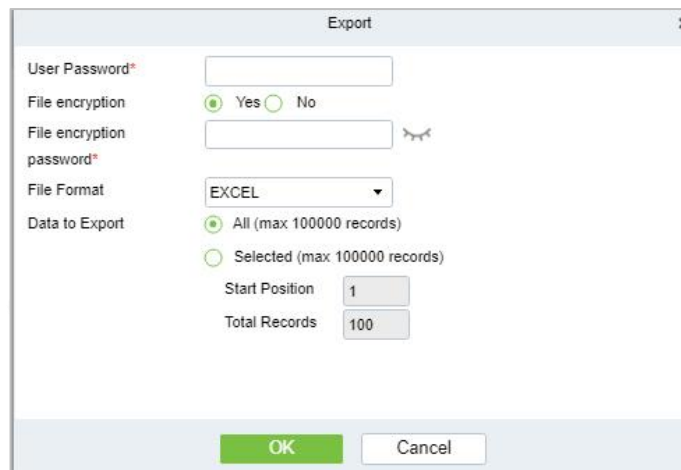 Export
User Password*
File encryption Yes No
File encryption
password*
File Format EXCEL
Data to Export All (max 100000 records)
Selected (max 100000 records)
Start Position 1
Total Records 100
OK Cancel